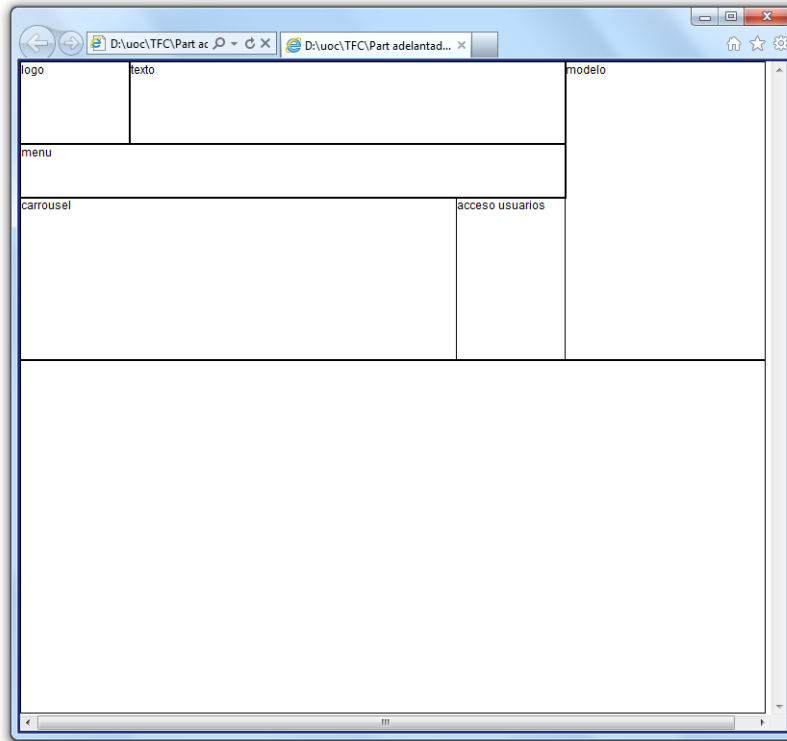 D:\uoc\TFC\Part ac
D:\uoc\TFC\Part adelantad...
logo
texto
modelo
menu
carrousel
acceso usuarios